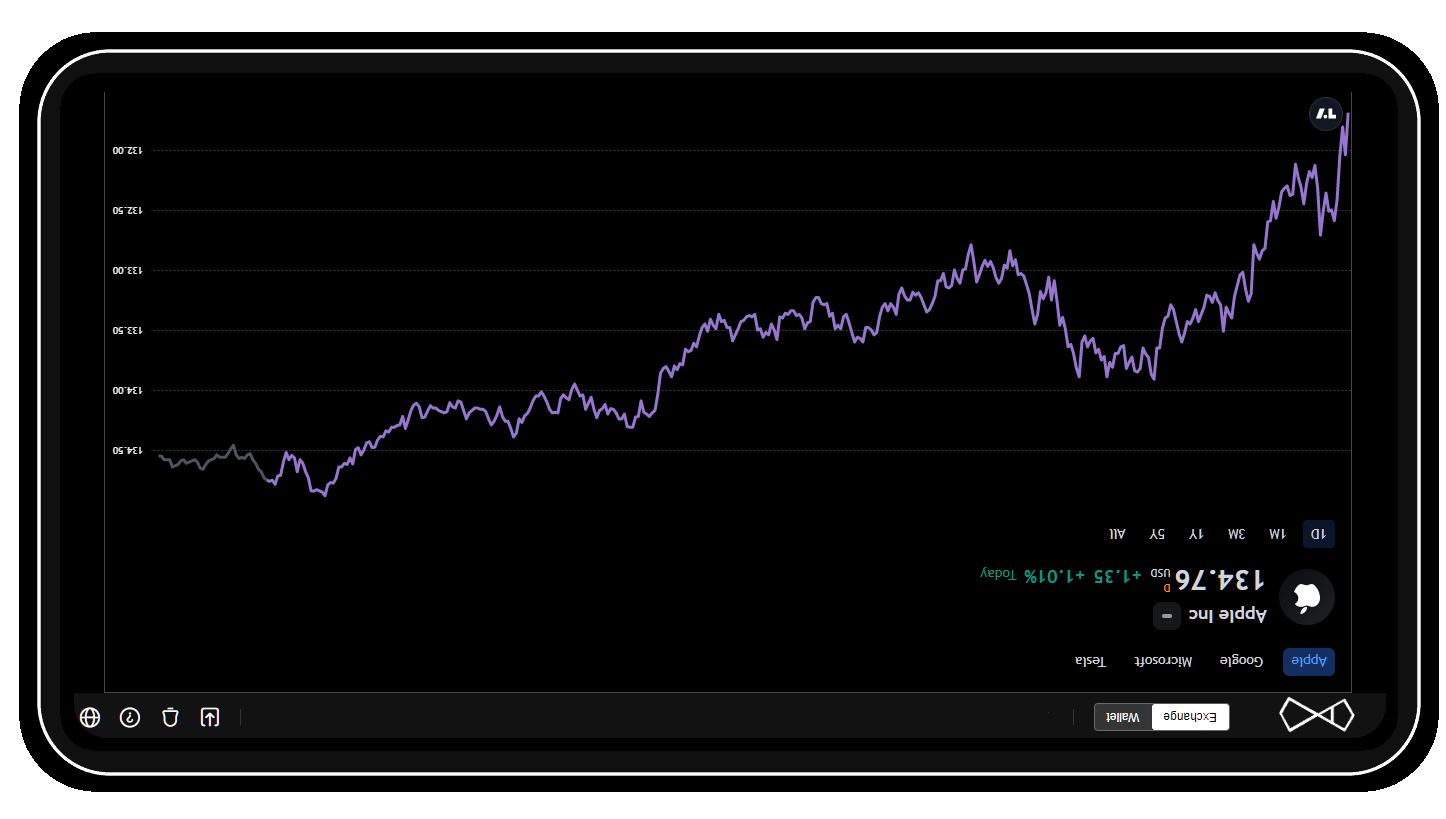 Exchange Wallet
Apple Google Microsoft Tesla
Apple Inc
134.76 D USD +1.35 +1.01% Today
1D 1M 3M 1Y 5Y All
134.50
134.00
133.50
133.00
132.50
132.00